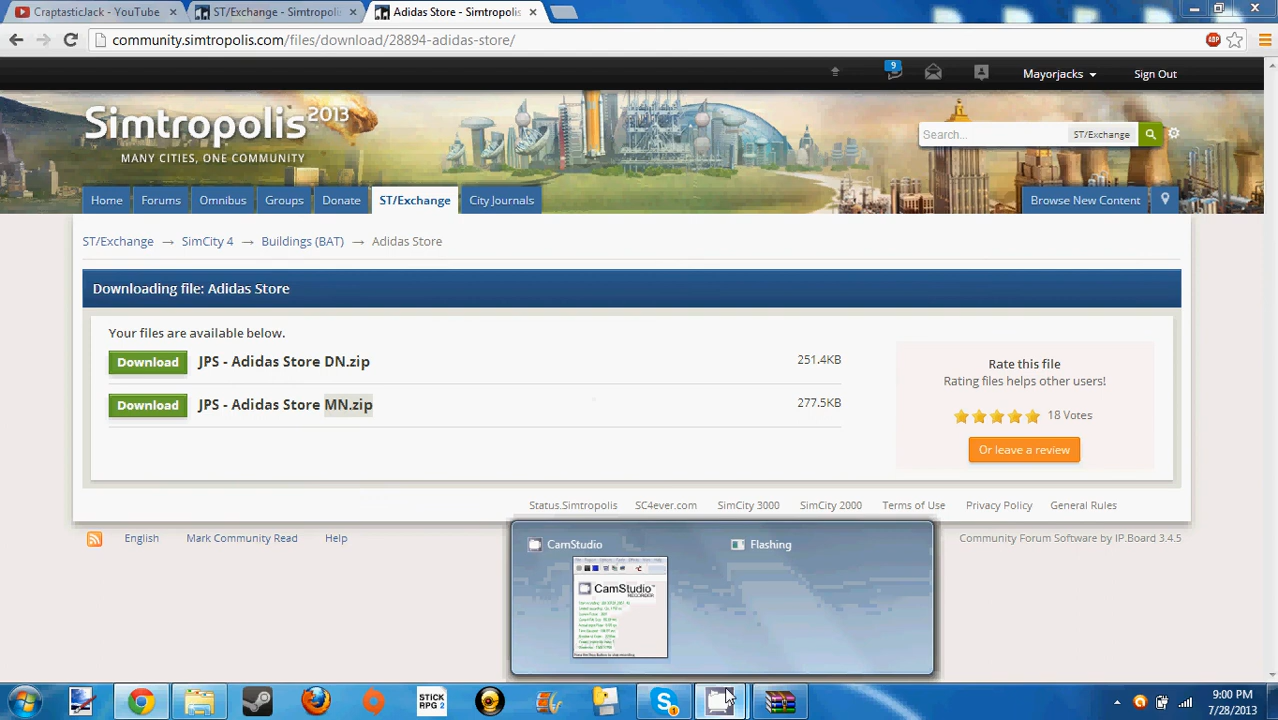 CraptasticJack - YouTube
ST/Exchange - Simtropolis
Adidas Store - Simtropolis
community.simtropolis.com/files/download/28894-adidas-store/
ABP
9
Mayorjacks
Sign Out
Simtropolis 2013
MANY CITIES, ONE COMMUNITY
Search...
ST/Exchange
Home
Forums
Omnibus
Groups
Donate
ST/Exchange
City Journals
Browse New Content
ST/Exchange → SimCity 4 → Buildings (BAT) → Adidas Store
Downloading file: Adidas Store
Your files are available below.
Download JPS - Adidas Store DN.zip 251.4KB
Download JPS - Adidas Store MN.zip 277.5KB
Rate this file
Rating files helps other users!
18 Votes
Or leave a review
Status.Simtropolis SC4ever.com SimCity 3000 SimCity 2000 Terms of Use Privacy Policy General Rules
English Mark Community Read Help
Community Forum Software by IP.Board 3.4.5
CamStudio
Flashing
CamStudio
RECORDER
STICK
RPG 2
9:00 PM
7/28/2013